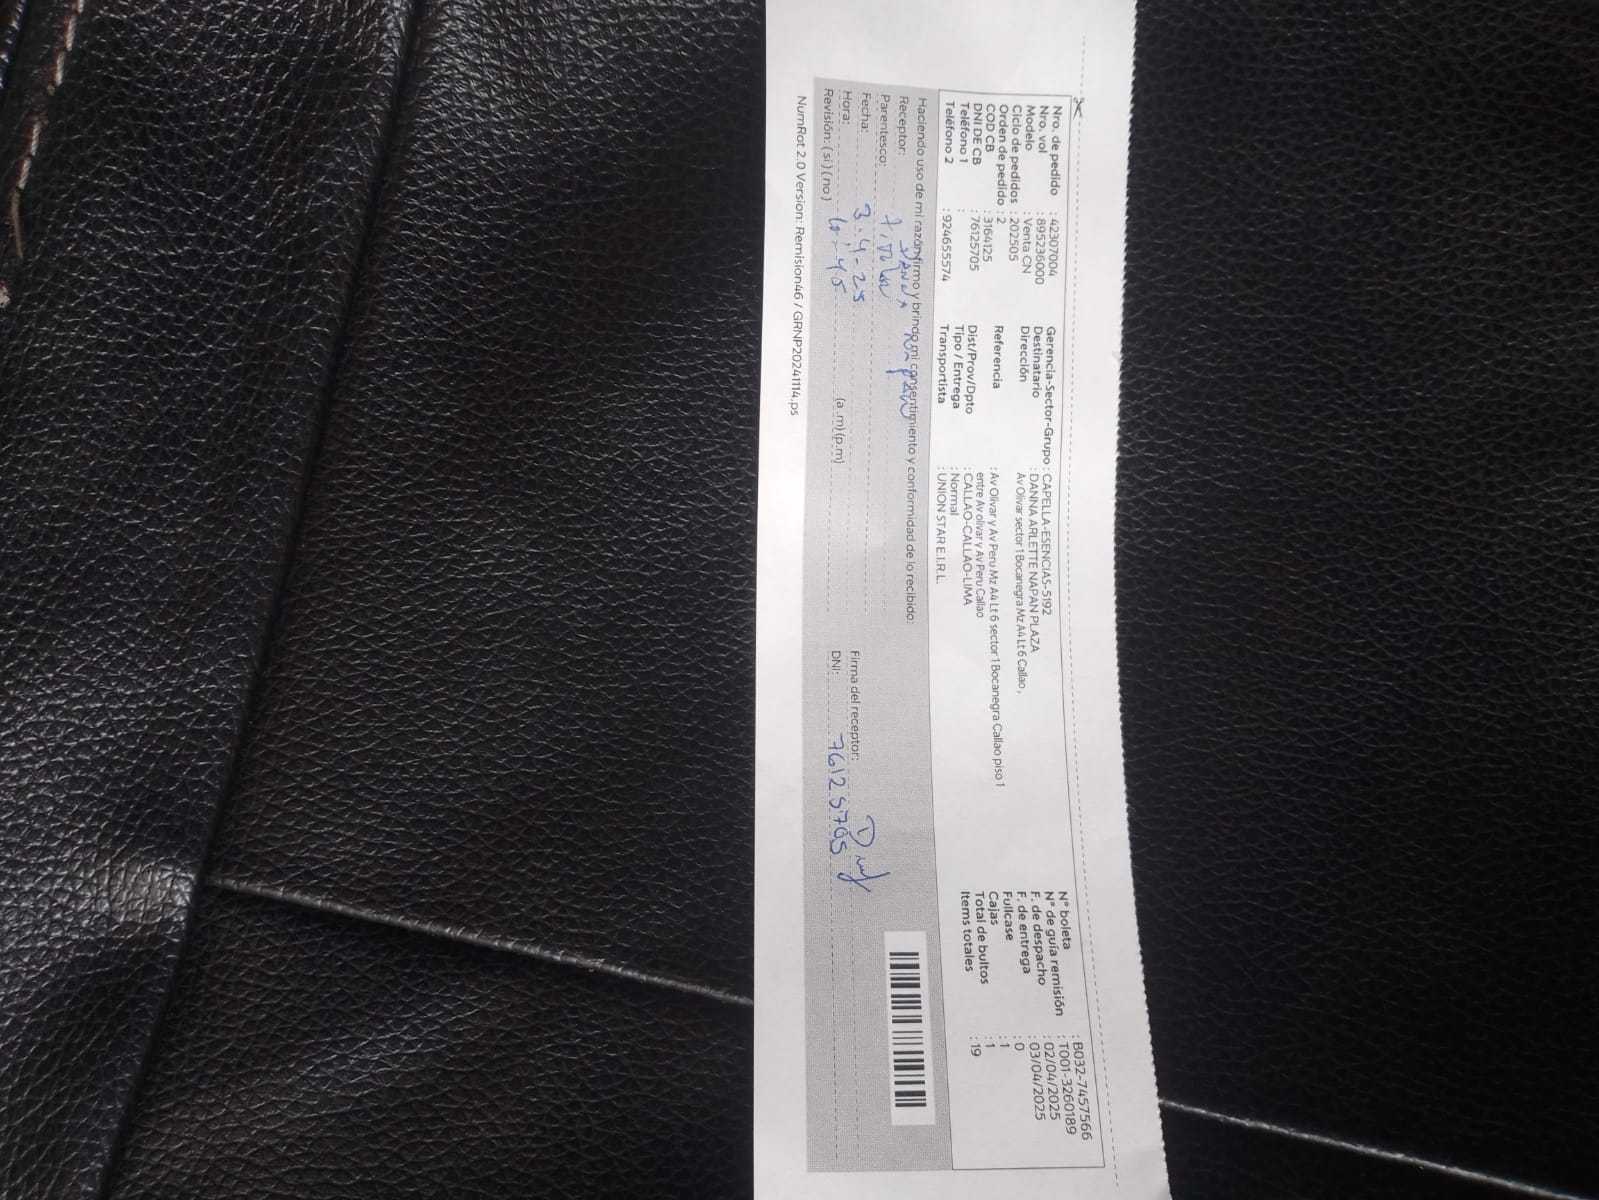 Nro. de pedido : 42307004
Nro. vol : 895236000
Modelo : Venta CN
Ciclo de pedidos : 202505
Orden de pedido : 2
COD CB : 3164125
DNI DE CB : 76125705
Teléfono 1 :
Teléfono 2 : 924655574
Gerencia-Sector-Grupo : CAPELLA-ESENCIAS-5192
Destinatario : DANNA ARLETTE NAPAN PLAZA
Dirección : Av Olivar sector 1 Bocanegra Mz A4 Lt 6 Callao ,
Referencia : Av Olivar y Av Peru Mz A4 Lt 6 sector 1 Bocanegra Callao piso 1
entre Av olivar y Av Peru Callao
Dist/Prov/Dpto : CALLAO-CALLAO-LIMA
Tipo / Entrega : Normal
Transportista : UNION STAR E.I.R.L.
N° boleta : B032-7457566
N° de guía remisión : T001-3260189
F. de despacho : 02/04/2025
F. de entrega : 03/04/2025
Fullcase : 0
Cajas : 1
Total de bultos : 1
Items totales : 19
Haciendo uso de mi razón firmo y brindo mi consentimiento y conformidad de lo recibido:
Receptor: Danna Napan
Parentesco: Titular
Fecha: 3-4-25
Hora: 10-45 (a.m)(p.m)
Revisión: (si) (no)
Firma del receptor:
DNI: 76125705
NumRot 2.0 Version: Remision46 / GRNP20241114.ps